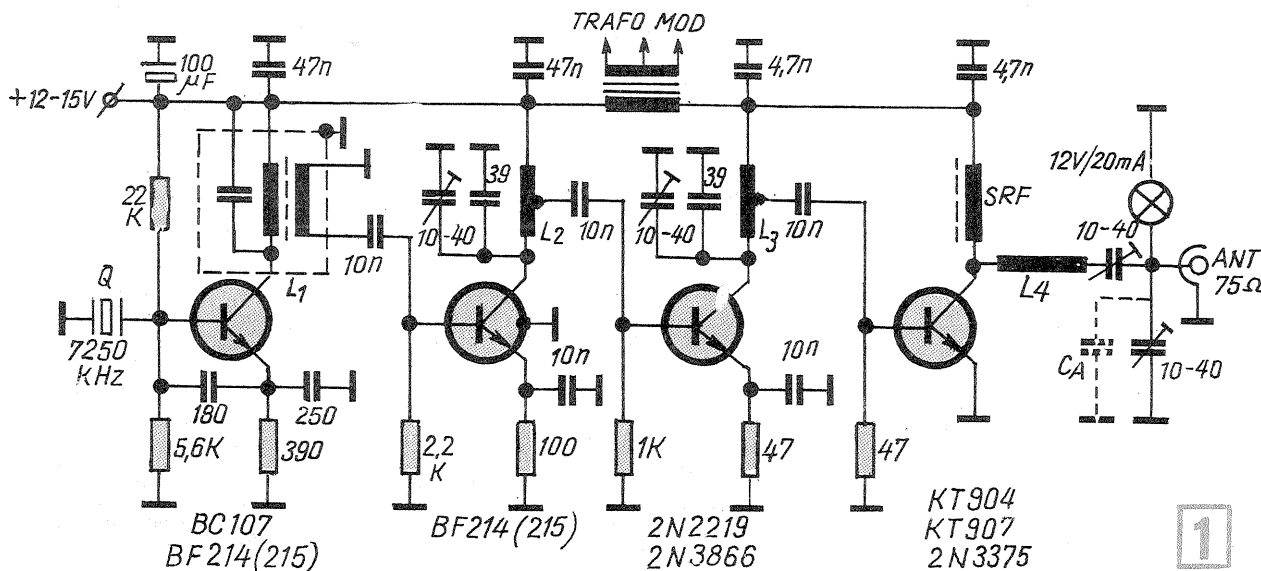 TRAFO MOD
100
µF
47n
47n
4,7n
4,7n
+12-15V
22
K
39
39
12V/20mA
SRF
10-40
10n
10-40
L2
10n
10-40
L3
10n
ANT
75Ω
Q
L1
L4
7250
KHz
10n
10n
CA
10-40
180
250
5,6K
390
2,2
K
100
1K
47
47
BC107
BF214(215)
BF214(215)
2N2219
2N3866
KT904
KT907
2N3375
1